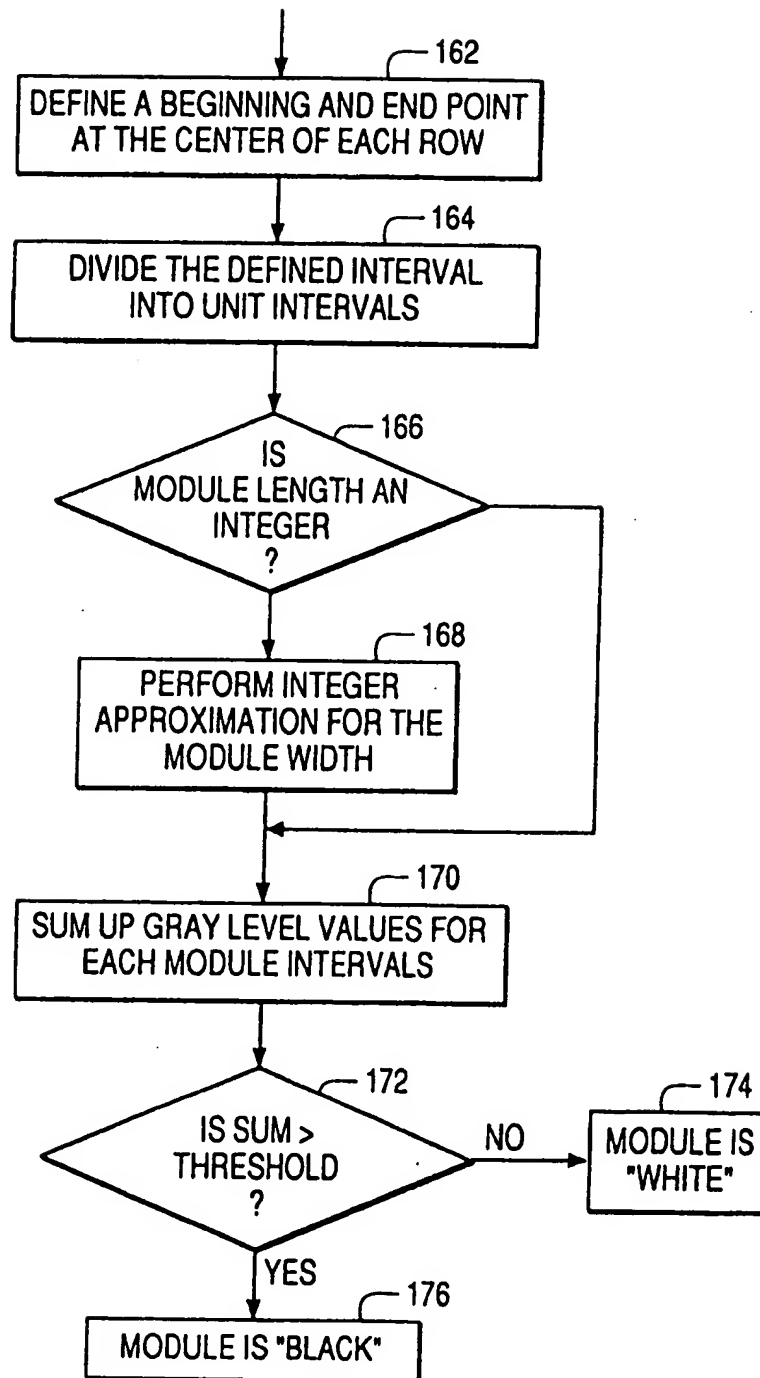 162
DEFINE A BEGINNING AND END POINT
AT THE CENTER OF EACH ROW
164
DIVIDE THE DEFINED INTERVAL
INTO UNIT INTERVALS
166
IS
MODULE LENGTH AN
INTEGER
?
168
PERFORM INTEGER
APPROXIMATION FOR THE
MODULE WIDTH
170
SUM UP GRAY LEVEL VALUES FOR
EACH MODULE INTERVALS
172
IS SUM >
THRESHOLD
?
NO
174
MODULE IS
"WHITE"
YES
176
MODULE IS "BLACK"